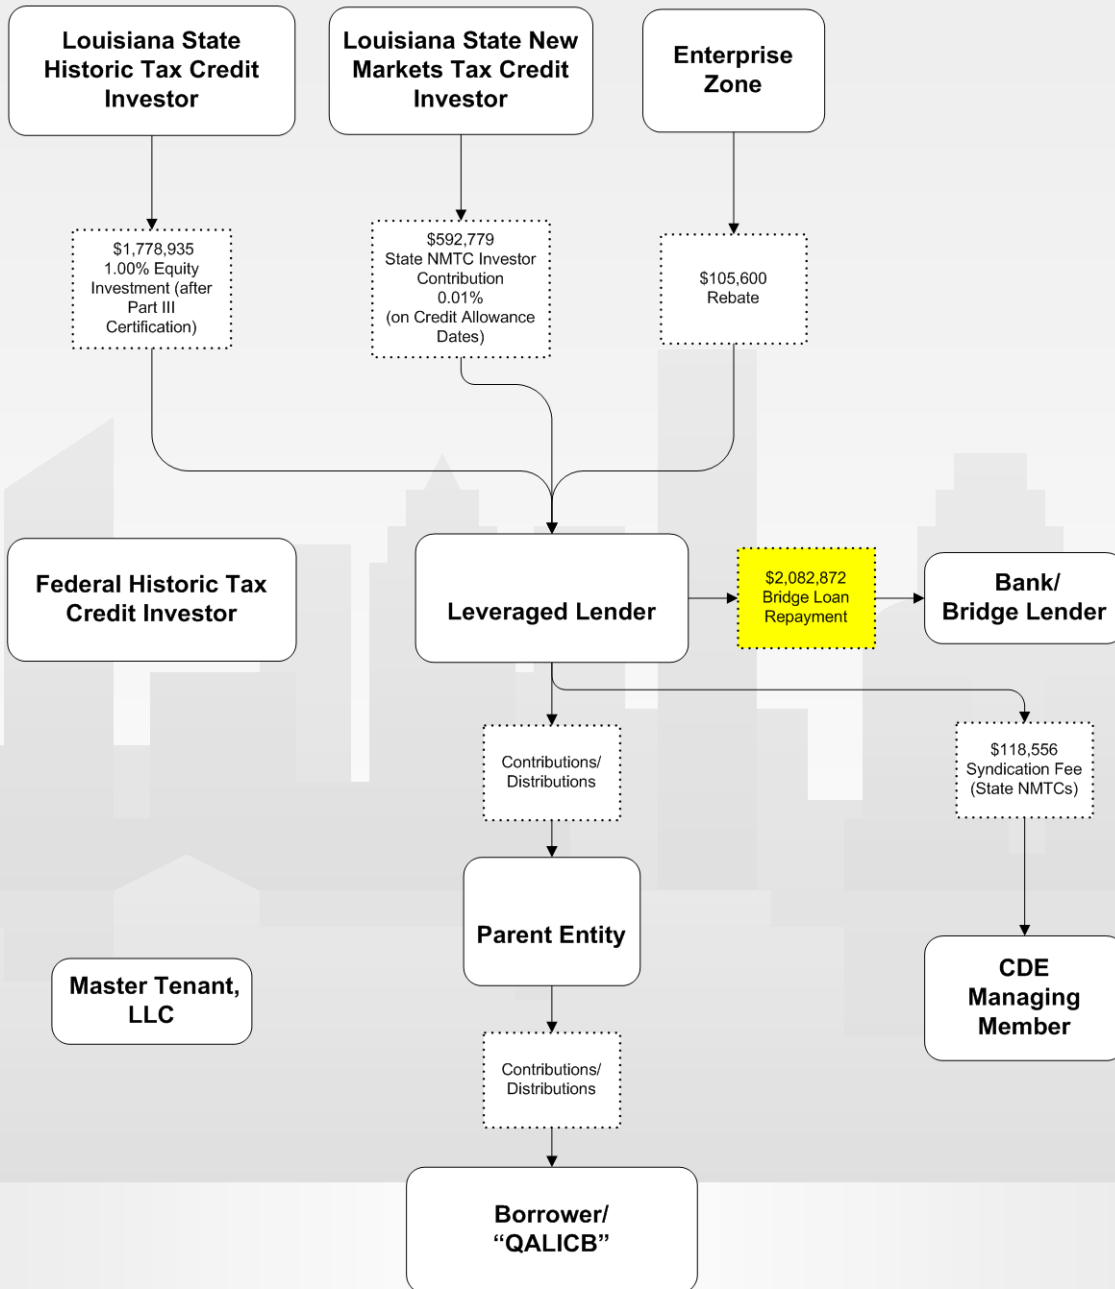 Louisiana State
Historic Tax Credit
Investor
Louisiana State New
Markets Tax Credit
Investor
Enterprise
Zone
$1,778,935
1.00% Equity
Investment (after
Part III
Certification)
$592,779
State NMTC Investor
Contribution
0.01%
(on Credit Allowance
Dates)
$105,600
Rebate
Federal Historic Tax
Credit Investor
Leveraged Lender
$2,082,872
Bridge Loan
Repayment
Bank/
Bridge Lender
Contributions/
Distributions
$118,556
Syndication Fee
(State NMTCs)
Parent Entity
Master Tenant,
LLC
CDE
Managing
Member
Contributions/
Distributions
Borrower/
“QALICB”